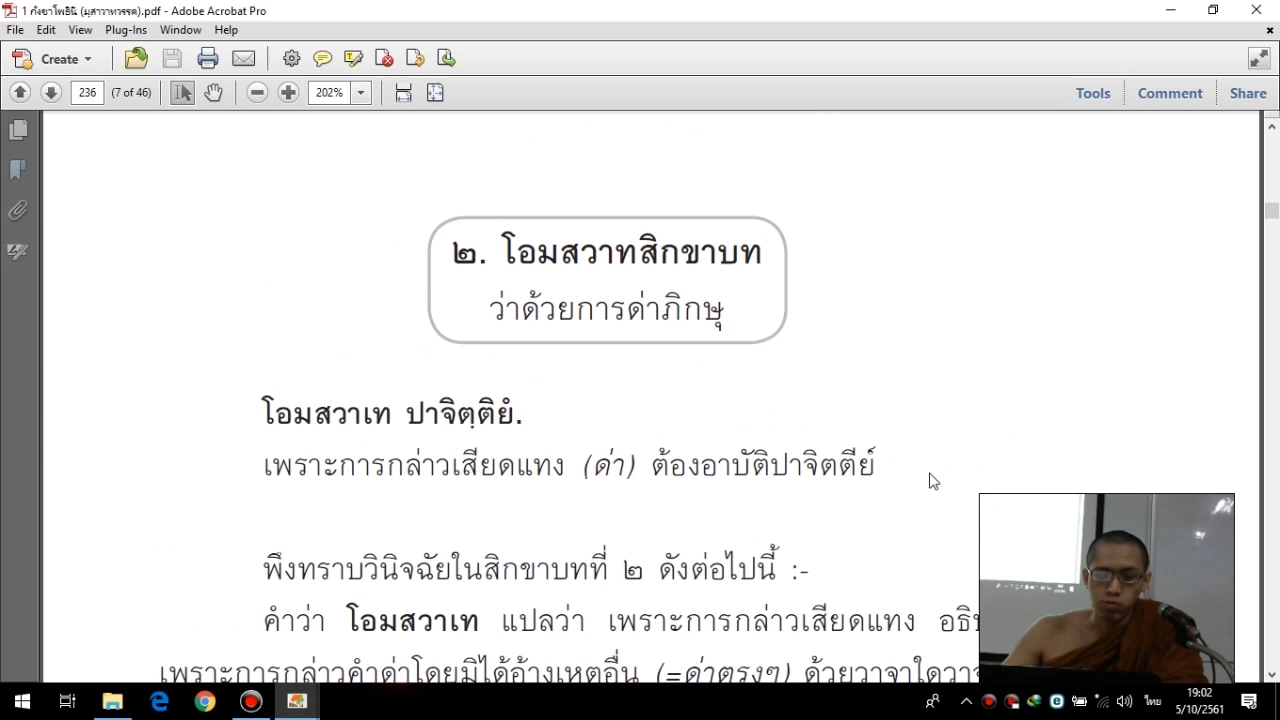 1 กังขาโพธินี (มุสาวาทวรรค).pdf - Adobe Acrobat Pro
File Edit View Plug-Ins Window Help
Create
236 (7 of 46) 202% Tools Comment Share
๒. โอมสวาทสิกขาบท
ว่าด้วยการด่าภิกษุ
โอมสวาเท ปาจิตฺติยํ.
เพราะการกล่าวเสียดแทง (ด่า) ต้องอาบัติปาจิตตีย์
พึงทราบวินิจฉัยในสิกขาบทที่ ๒ ดังต่อไปนี้ :-
คำว่า โอมสวาเท แปลว่า เพราะการกล่าวเสียดแทง
เพราะการกล่าวคำด่าโดยมิได้อ้างเหตุอื่น (=ด่าตรงๆ) ด้วยวาจาใด
ไทย 19:02
5/10/2561